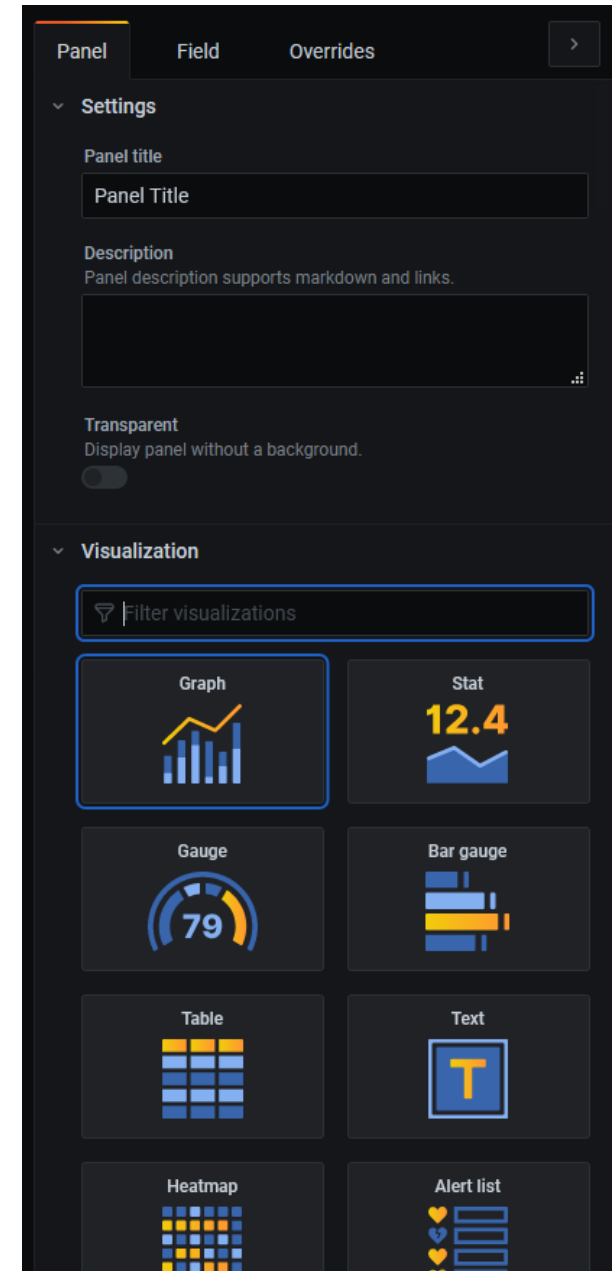 Panel Field Overrides
Settings
Panel title
Panel Title
Description
Panel description supports markdown and links.
Transparent
Display panel without a background.
Visualization
Filter visualizations
Graph Stat
12.4
Gauge Bar gauge
79
Table Text
T
Heatmap Alert list